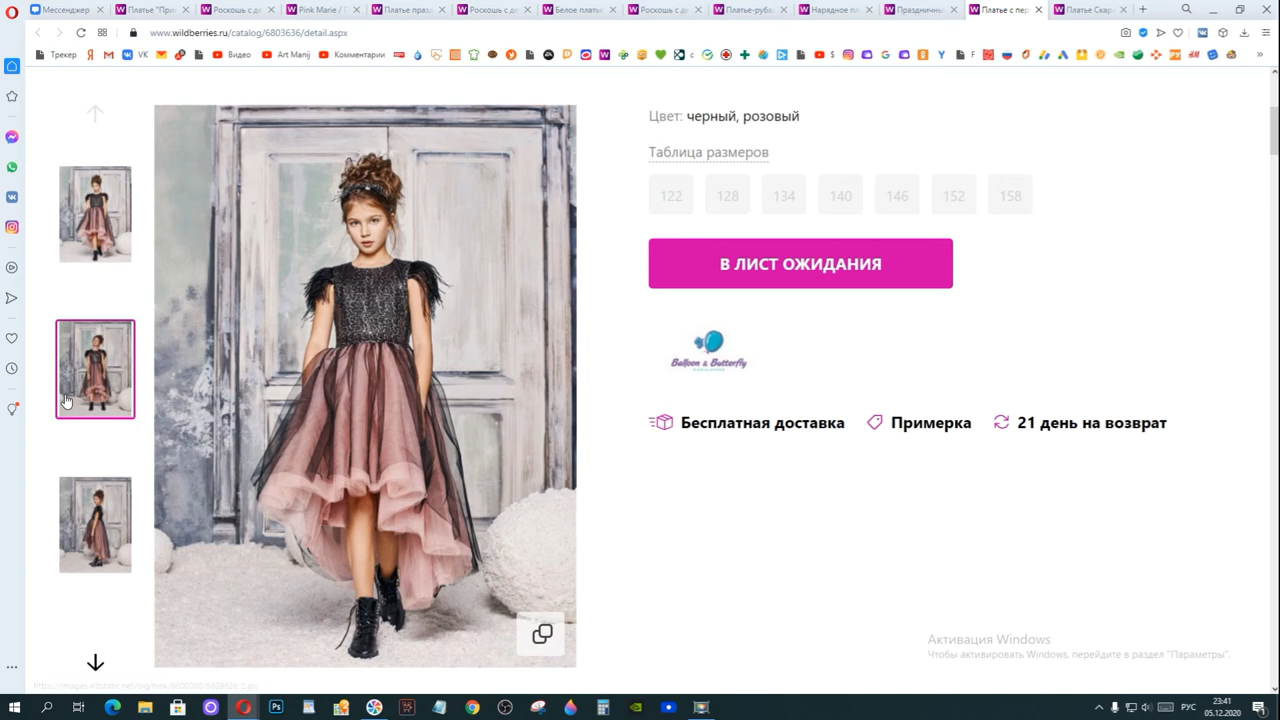 Мессенджер
Платье "При
Роскошь с де
Pink Marie /
Платье празд
Роскошь с д
Белое платье
Роскошь с де
Платье-руба
Нарядное пл
Праздничны
Платье с пер
Платье Скар
www.wildberries.ru/catalog/6803636/detail.aspx
Трекер
VK
Видео
Art Manij
Комментарии
Цвет: черный, розовый
Таблица размеров
122 128 134 140 146 152 158
В ЛИСТ ОЖИДАНИЯ
Balloon & Butterfly
Бесплатная доставка Примерка 21 день на возврат
Активация Windows
Чтобы активировать Windows, перейдите в раздел "Параметры".
РУС
23:41
05.12.2020